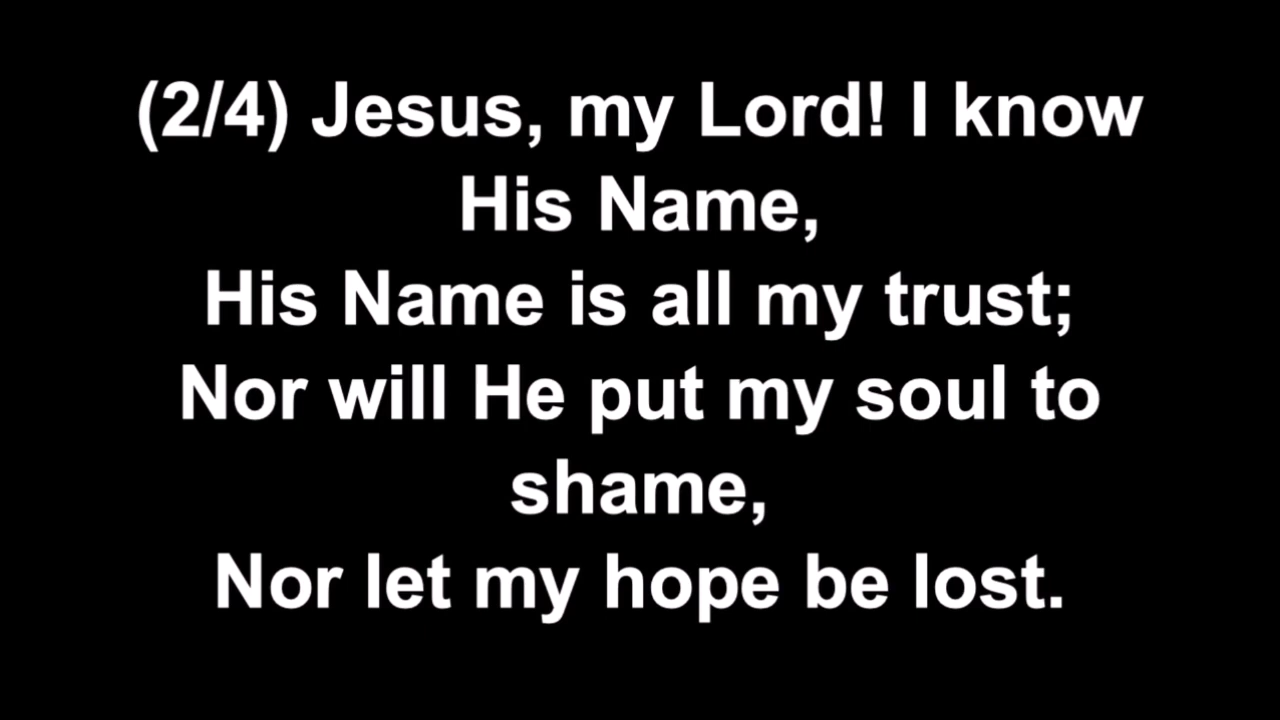 (2/4) Jesus, my Lord! I know
His Name,
His Name is all my trust;
Nor will He put my soul to
shame,
Nor let my hope be lost.